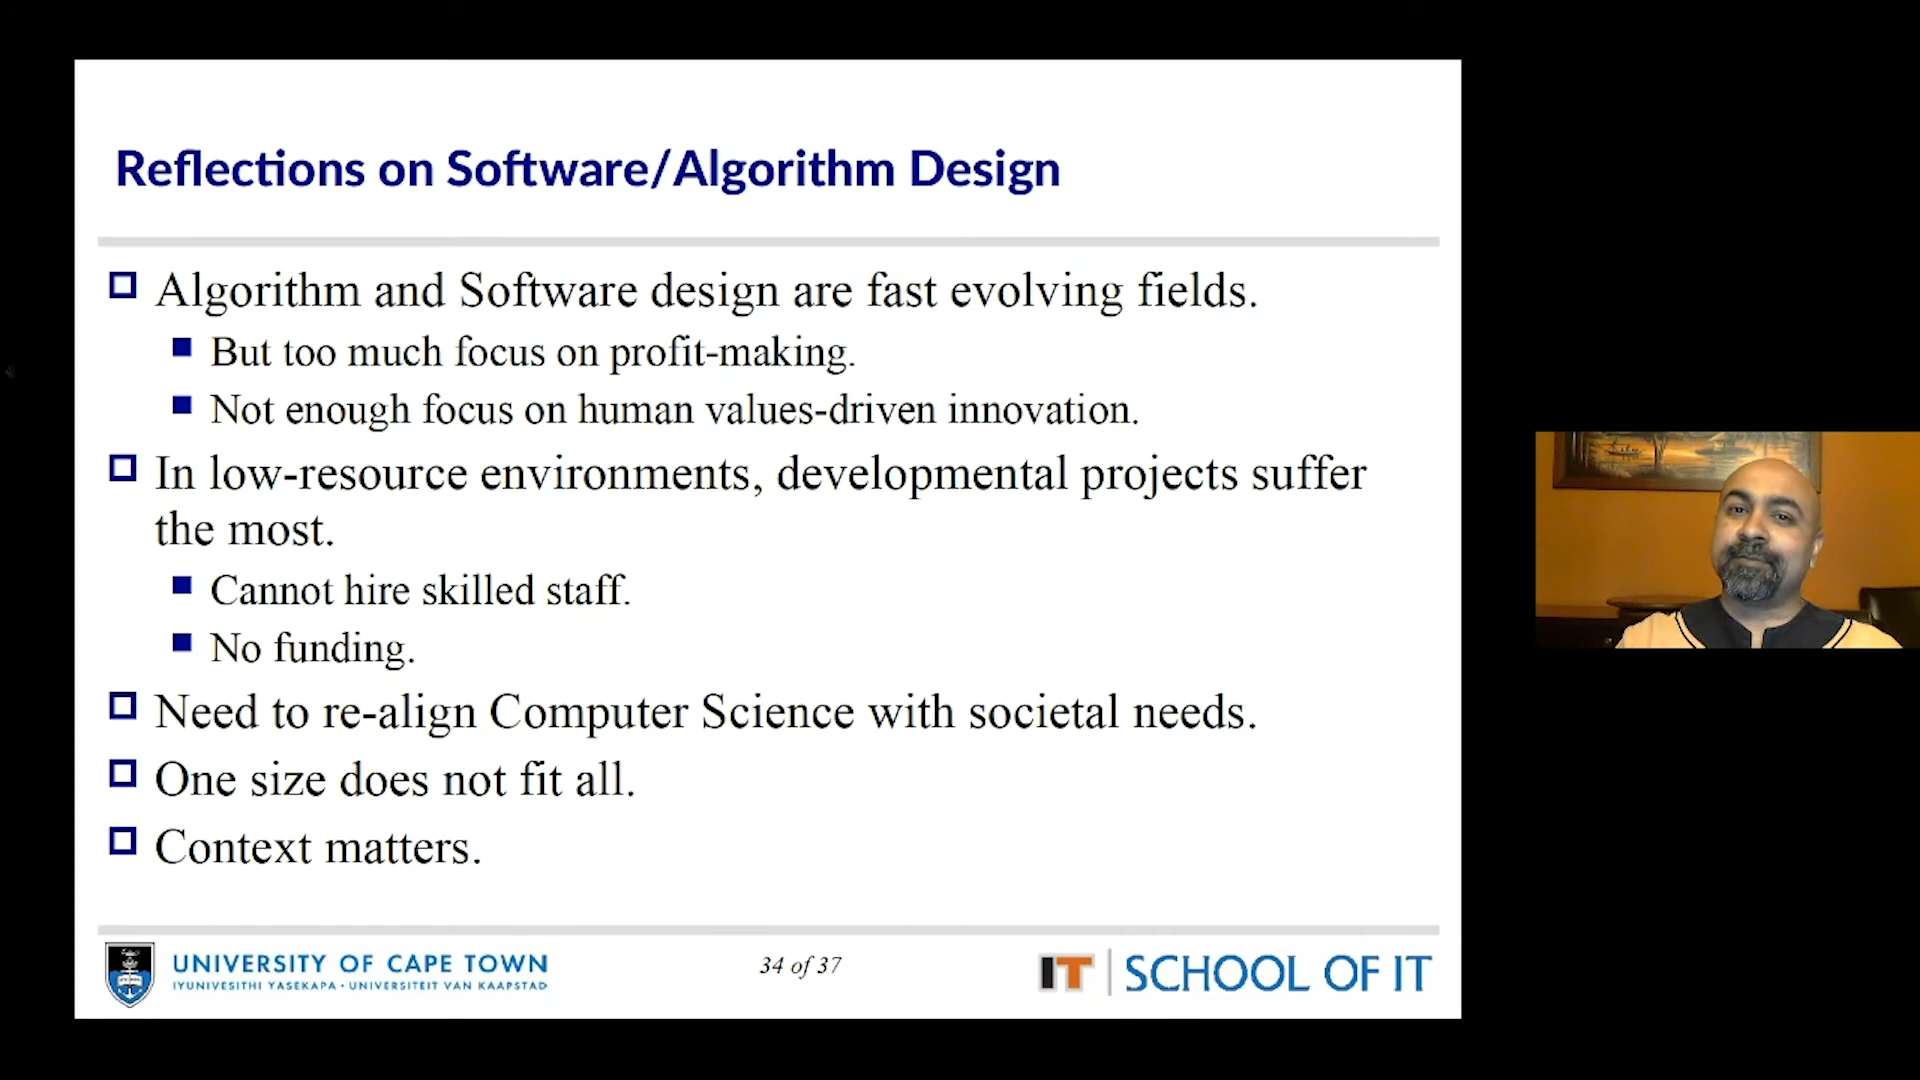 Reflections on Software/Algorithm Design
Algorithm and Software design are fast evolving fields.
But too much focus on profit-making.
Not enough focus on human values-driven innovation.
In low-resource environments, developmental projects suffer
the most.
Cannot hire skilled staff.
No funding.
Need to re-align Computer Science with societal needs.
One size does not fit all.
Context matters.
UNIVERSITY OF CAPE TOWN
IYUNIVESITHI YASEKAPA • UNIVERSITEIT VAN KAAPSTAD
34 of 37
IT | SCHOOL OF IT